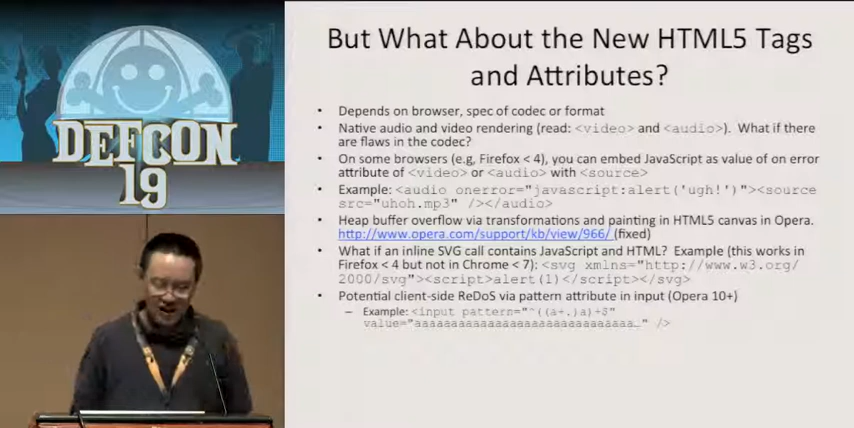 DEFCON
19
But What About the New HTML5 Tags
and Attributes?
• Depends on browser, spec of codec or format
• Native audio and video rendering (read: <video> and <audio>). What if there
are flaws in the codec?
• On some browsers (e.g, Firefox < 4), you can embed JavaScript as value of on error
attribute of <video> or <audio> with <source>
• Example: <audio onerror="javascript:alert('ugh!')"><source
src="uhoh.mp3" /></audio>
• Heap buffer overflow via transformations and painting in HTML5 canvas in Opera.
http://www.opera.com/support/kb/view/966/ (fixed)
• What if an inline SVG call contains JavaScript and HTML? Example (this works in
Firefox < 4 but not in Chrome < 7): <svg xmlns="http://www.w3.org/
2000/svg"><script>alert(1)</script></svg>
• Potential client-side ReDoS via pattern attribute in input (Opera 10+)
– Example: <input pattern="^((a+.)a)+$"
value="aaaaaaaaaaaaaaaaaaaaaaaaaaaaaaa…" />